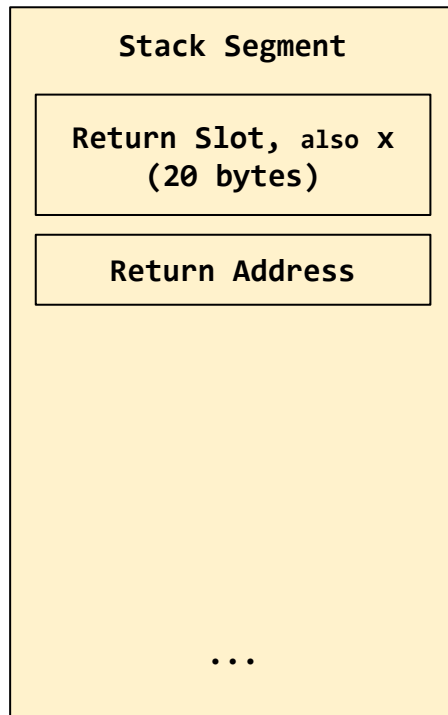 Stack Segment
Return Slot, also x
(20 bytes)
Return Address
...